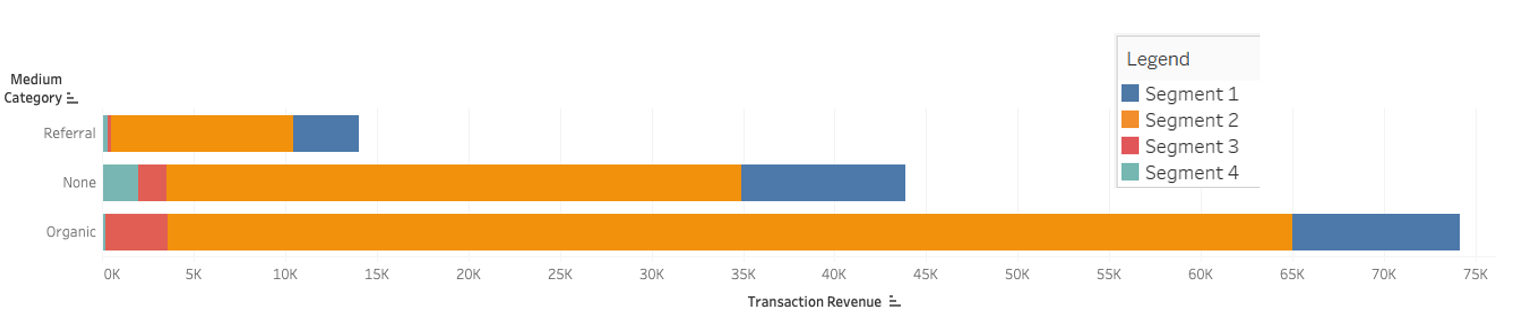 Legend
Segment 1
Segment 2
Segment 3
Segment 4
Medium
Category
Referral
None
Organic
0K 5K 10K 15K 20K 25K 30K 35K 40K 45K 50K 55K 60K 65K 70K 75K
Transaction Revenue